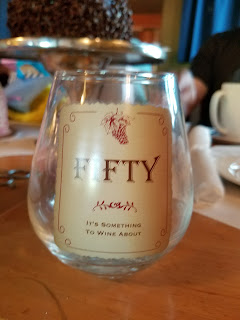 FIFTY
IT'S SOMETHING
TO WINE ABOUT